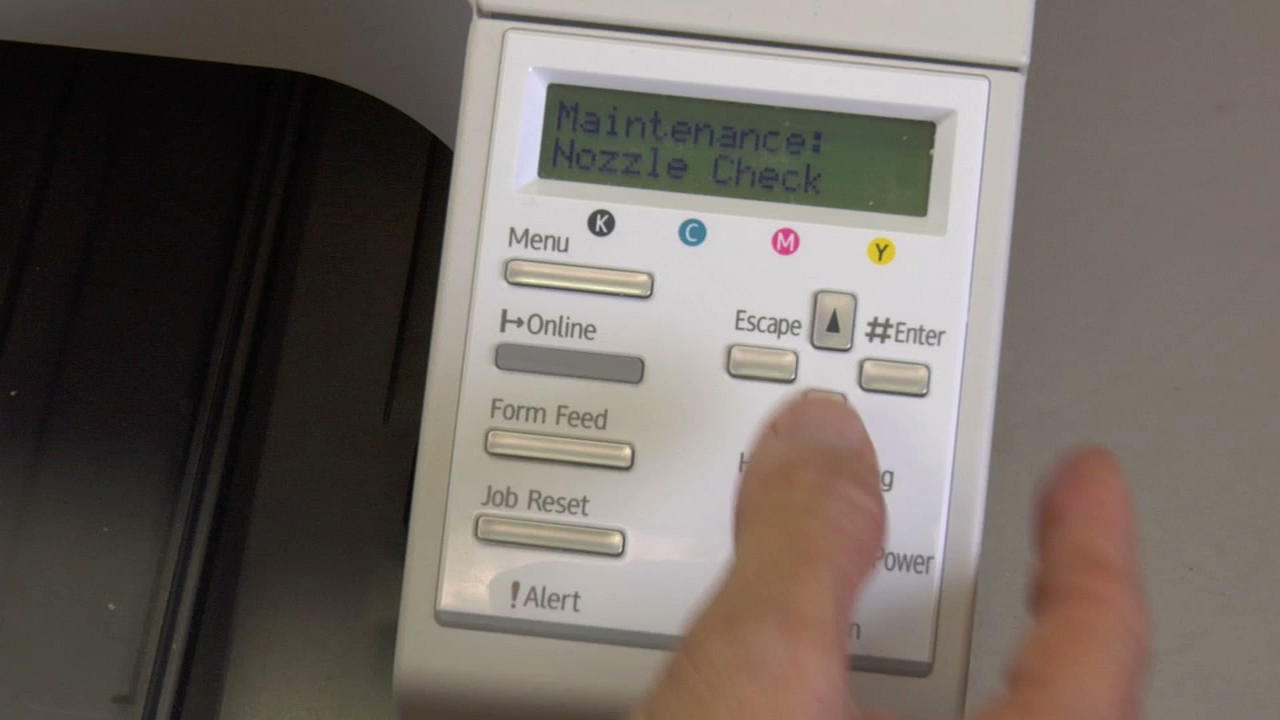 Maintenance:
Nozzle Check
K C M Y
Menu
Online
Escape
#Enter
Form Feed
Job Reset
Power
!Alert